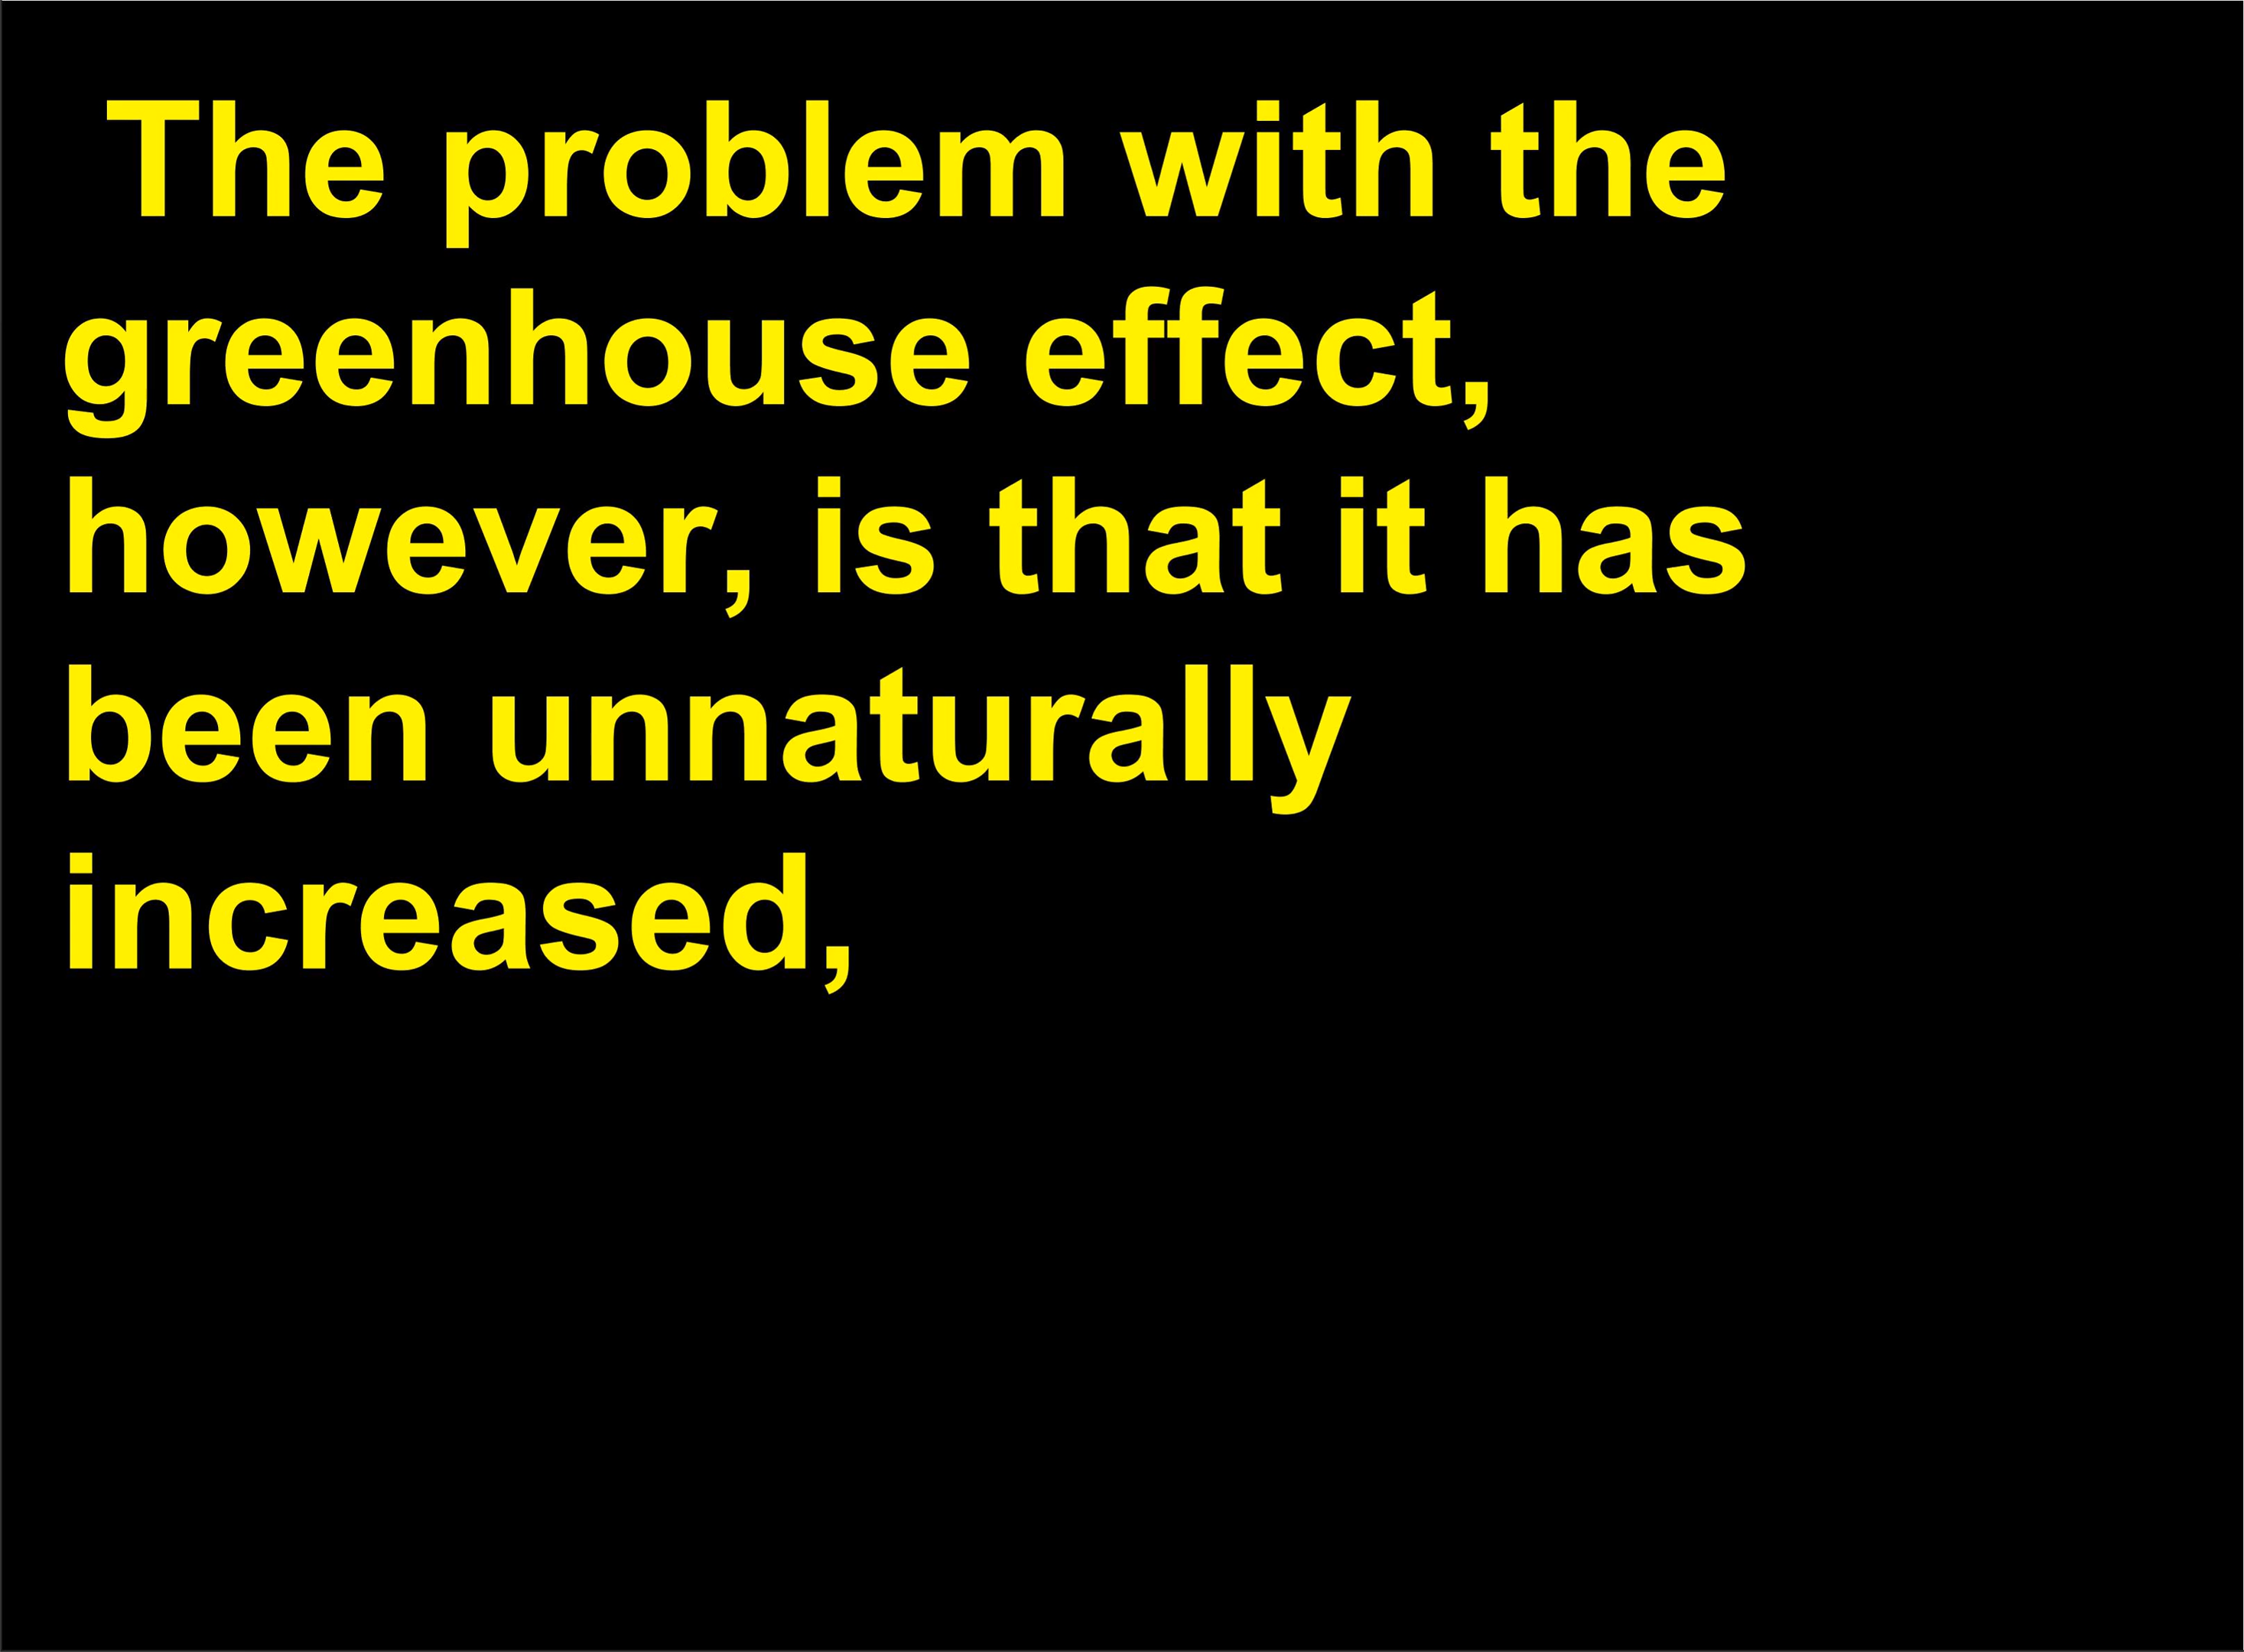 The problem with the
greenhouse effect,
however, is that it has
been unnaturally
increased,